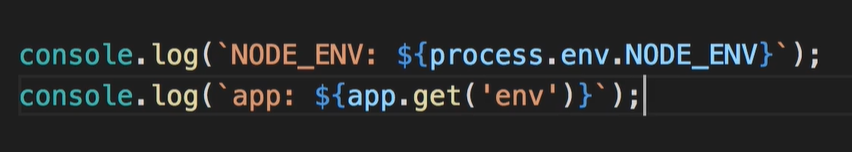 console.log(`NODE_ENV: ${process.env.NODE_ENV}`);
console.log(`app: ${app.get('env')}`);